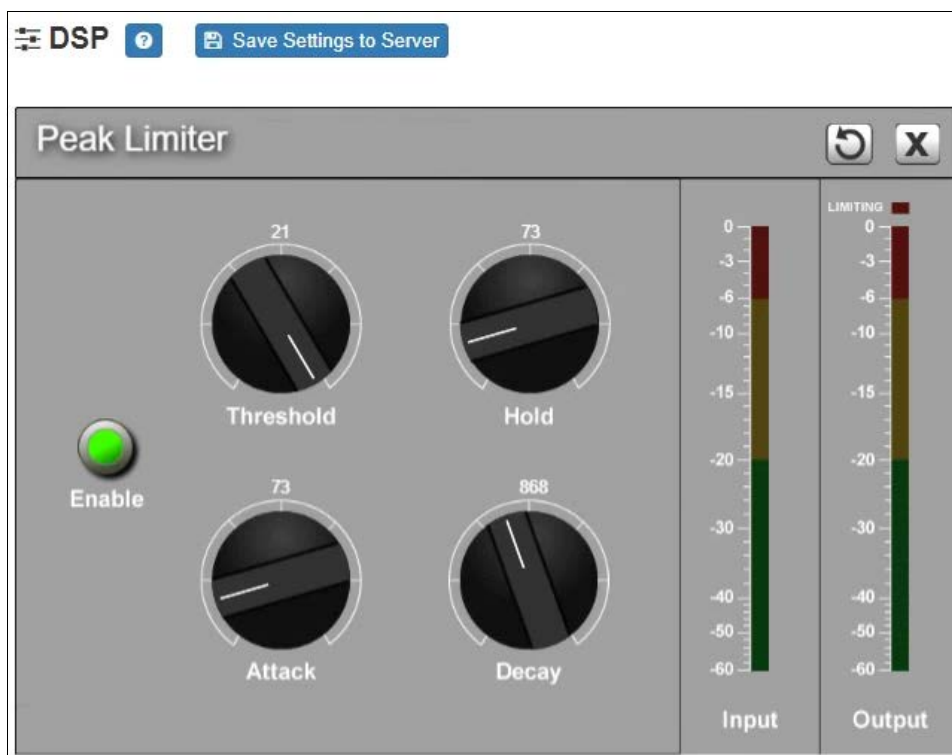 DSP ? Save Settings to Server
Peak Limiter X
21
Threshold
73
Hold
Enable
73
Attack
868
Decay
0
-3
-6
-10
-15
-20
-30
-40
-50
-60
Input
LIMITING
0
-3
-6
-10
-15
-20
-30
-40
-50
-60
Output